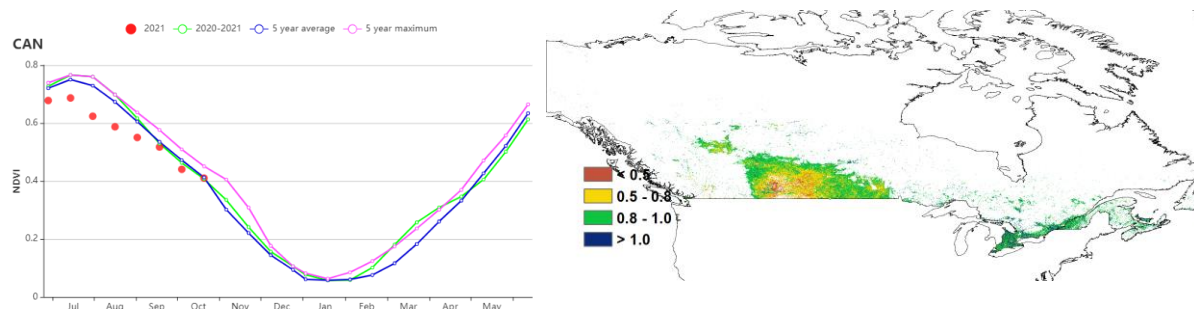 2021 2020-2021 5 year average 5 year maximum
CAN
0.8
0.6
0.4
0.2
0
NDVI
Jul Aug Sep Oct Nov Dec Jan Feb Mar Apr May
< 0.5
0.5 - 0.8
0.8 - 1.0
> 1.0